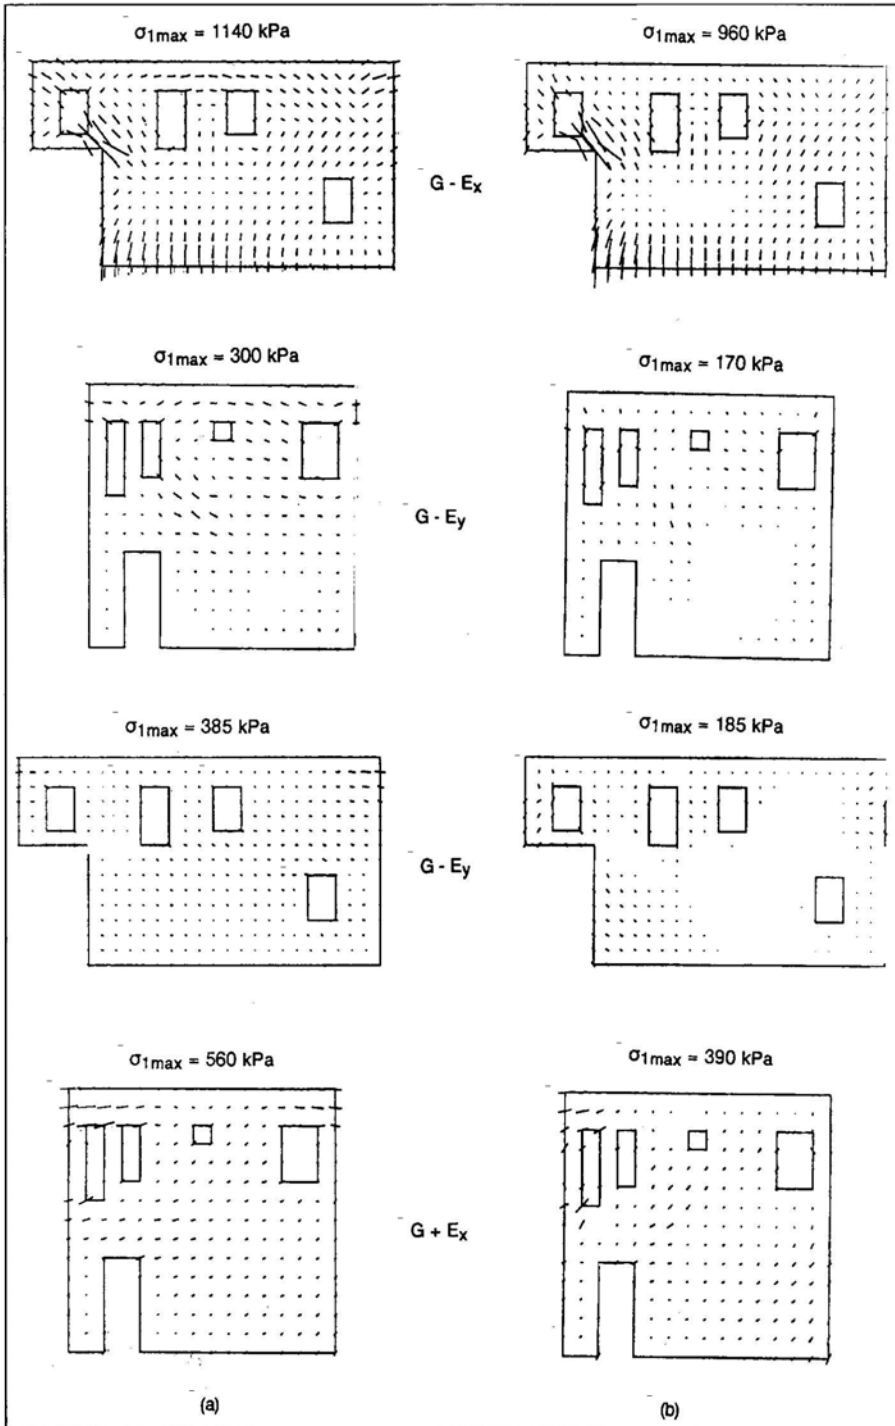 σ1max = 1140 kPa
σ1max = 960 kPa
G - Ex
σ1max = 300 kPa
σ1max = 170 kPa
G - Ey
σ1max = 385 kPa
σ1max = 185 kPa
G - Ey
σ1max = 560 kPa
σ1max = 390 kPa
G + Ex
(a)
(b)